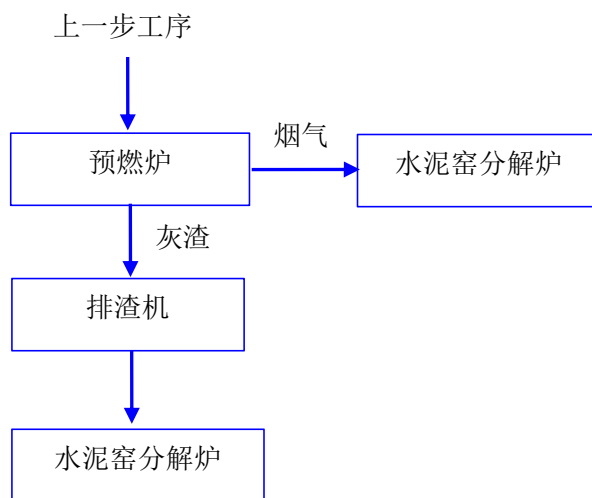 上一步工序
烟气
预燃炉
水泥窑分解炉
灰渣
排渣机
水泥窑分解炉